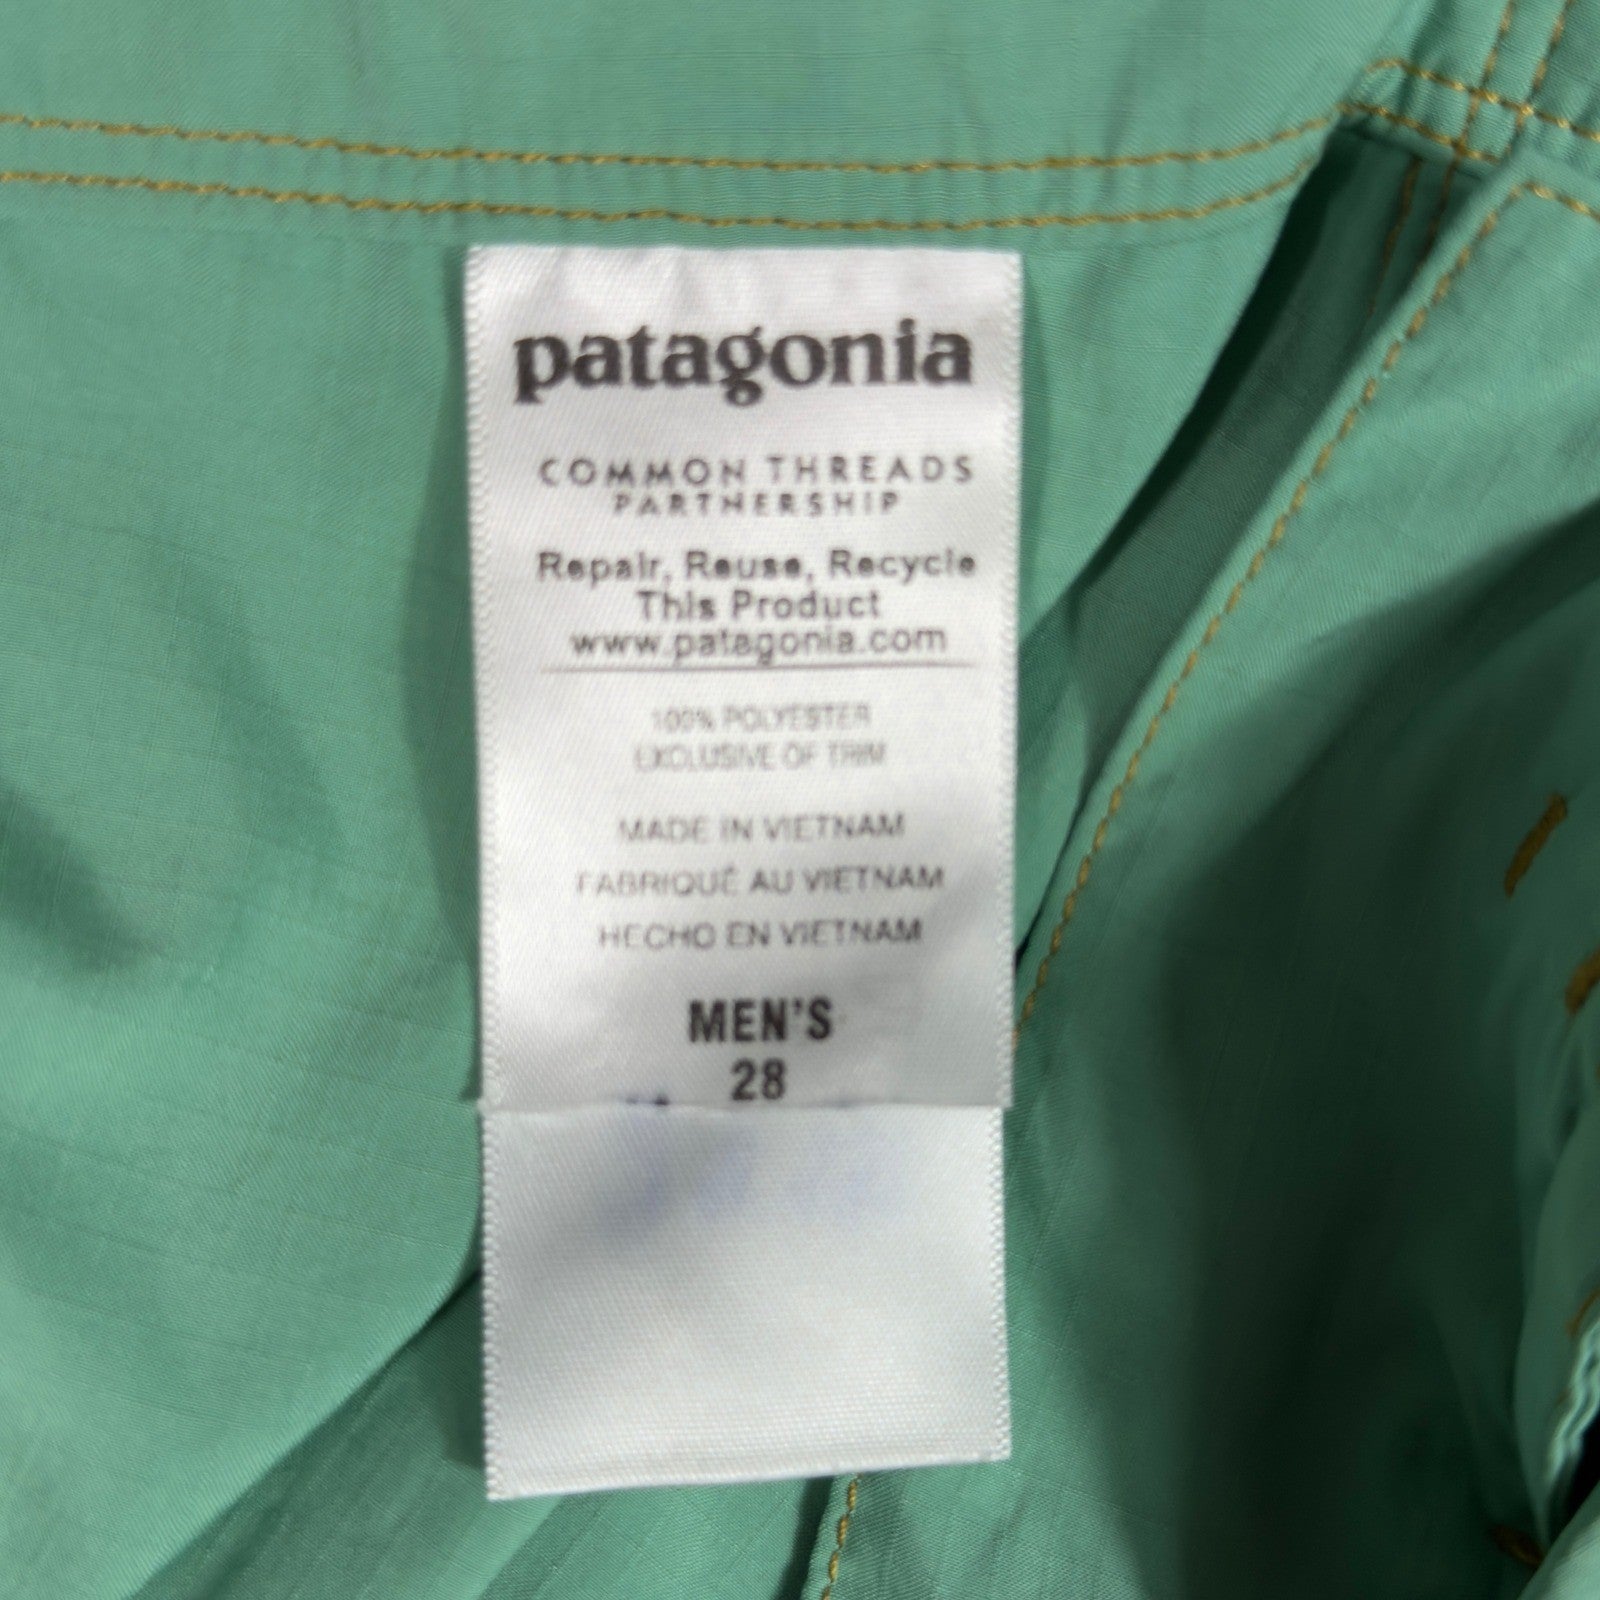 patagonia
COMMON THREADS
PARTNERSHIP
Repair, Reuse, Recycle
This Product
www.patagonia.com
100% POLYESTER
EXCLUSIVE OF TRIM
MADE IN VIETNAM
FABRIQUÉ AU VIETNAM
HECHO EN VIETNAM
MEN'S
28